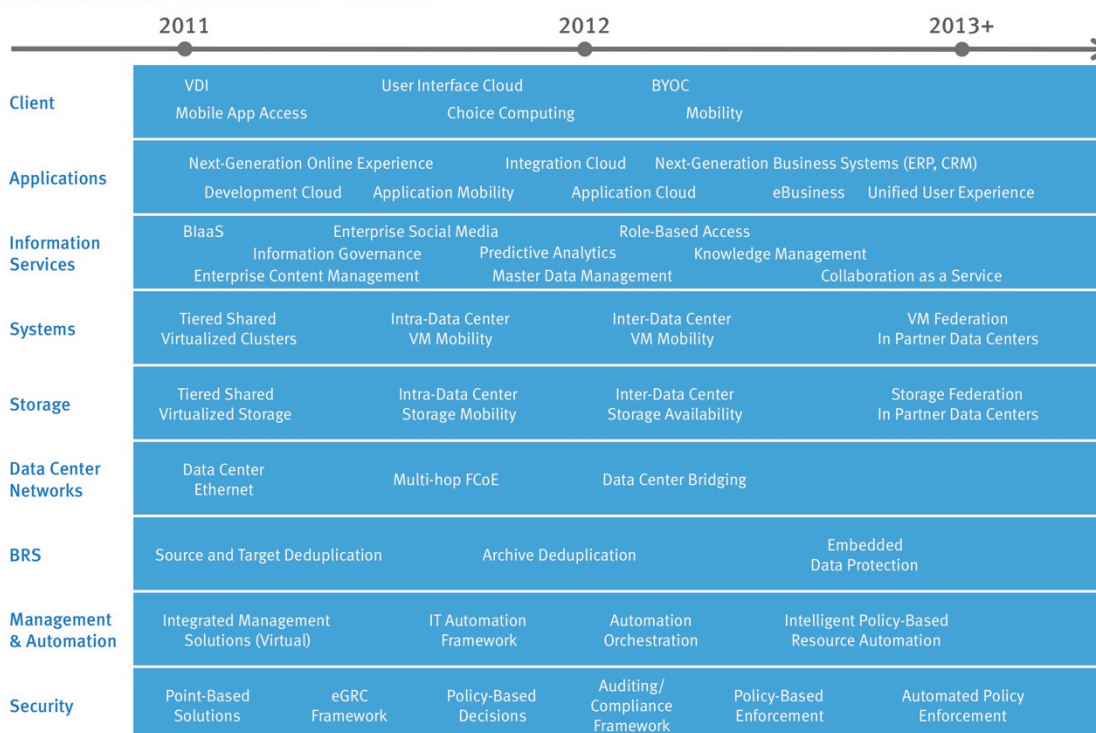 2011 2012 2013+
Client
VDI User Interface Cloud BYOC
Mobile App Access Choice Computing Mobility
Applications
Next-Generation Online Experience Integration Cloud Next-Generation Business Systems (ERP, CRM)
Development Cloud Application Mobility Application Cloud eBusiness Unified User Experience
Information
Services
BIaaS Enterprise Social Media Role-Based Access
Information Governance Predictive Analytics Knowledge Management
Enterprise Content Management Master Data Management Collaboration as a Service
Systems
Tiered Shared
Virtualized Clusters
Intra-Data Center
VM Mobility
Inter-Data Center
VM Mobility
VM Federation
In Partner Data Centers
Storage
Tiered Shared
Virtualized Storage
Intra-Data Center
Storage Mobility
Inter-Data Center
Storage Availability
Storage Federation
In Partner Data Centers
Data Center
Networks
Data Center
Ethernet
Multi-hop FCoE
Data Center Bridging
BRS
Source and Target Deduplication
Archive Deduplication
Embedded
Data Protection
Management
& Automation
Integrated Management
Solutions (Virtual)
IT Automation
Framework
Automation
Orchestration
Intelligent Policy-Based
Resource Automation
Security
Point-Based
Solutions
eGRC
Framework
Policy-Based
Decisions
Auditing/
Compliance
Framework
Policy-Based
Enforcement
Automated Policy
Enforcement